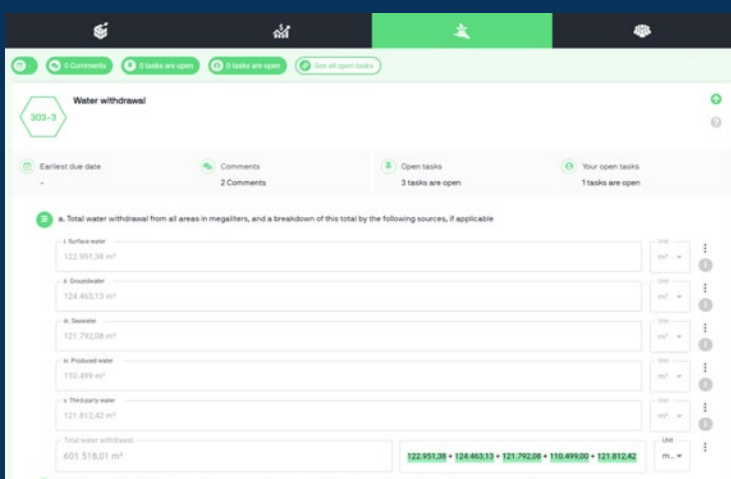 -
0 Comments
0 tasks are open
0 tasks are open
See all open tasks
303-3
Water withdrawal
Earliest due date
-
Comments
2 Comments
Open tasks
3 tasks are open
Your open tasks
1 tasks are open
a. Total water withdrawal from all areas in megaliters, and a breakdown of this total by the following sources, if applicable
i. Surface water
122.951,38 m³
Unit
m³
ii. Groundwater
124.463,13 m³
Unit
m³
iii. Seawater
121.792,08 m³
Unit
m³
iv. Produced water
110.499 m³
Unit
m³
v. Third party water
121.812,42 m³
Unit
m³
Total water withdrawal
601.518,01 m³
122.951,38 + 124.463,13 + 121.792,08 + 110.499,00 + 121.812,42
Unit
m...